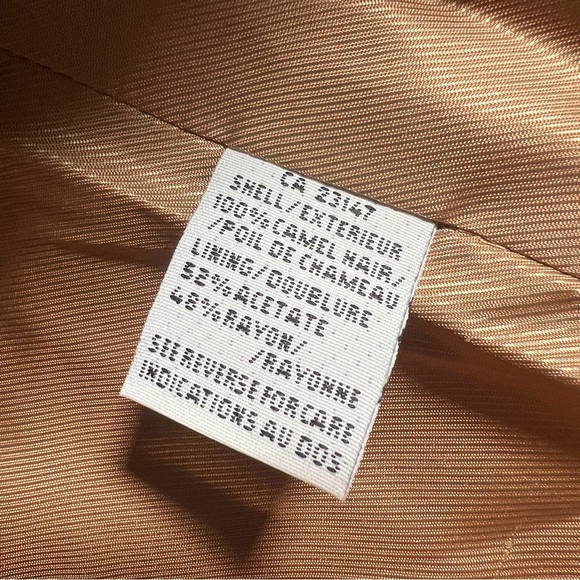 CA 23147
SHELL/EXTERIEUR
100% CAMEL HAIR/
/POIL DE CHAMEAU
LINING/DOUBLURE
52% ACETATE
48% RAYON/
/RAYONNE
SEE REVERSE FOR CARE
INDICATIONS AU DOS